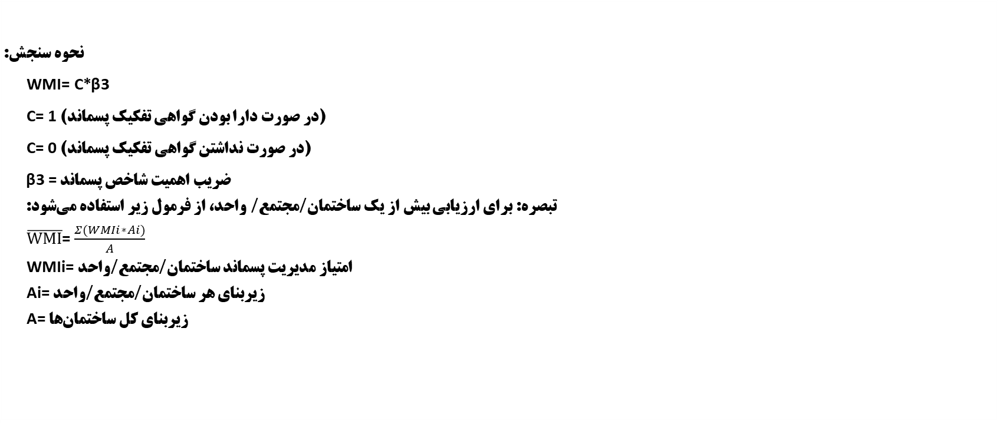 نحوه سنجش:
WMI= C*β3
C= 1 (در صورت دارا بودن گواهی تفکیک پسماند)
C= 0 (در صورت نداشتن گواهی تفکیک پسماند)
β3 = ضریب اهمیت شاخص پسماند
تبصره: برای ارزیابی بیش از یک ساختمان/مجتمع/ واحد، از فرمول زیر استفاده می‌شود:
W̅M̅I̅= Σ(WMIi*Ai)/A
WMIi= امتیاز مدیریت پسماند ساختمان/مجتمع/واحد
Ai= زیربنای هر ساختمان/مجتمع/واحد
A= زیربنای کل ساختمان‌ها